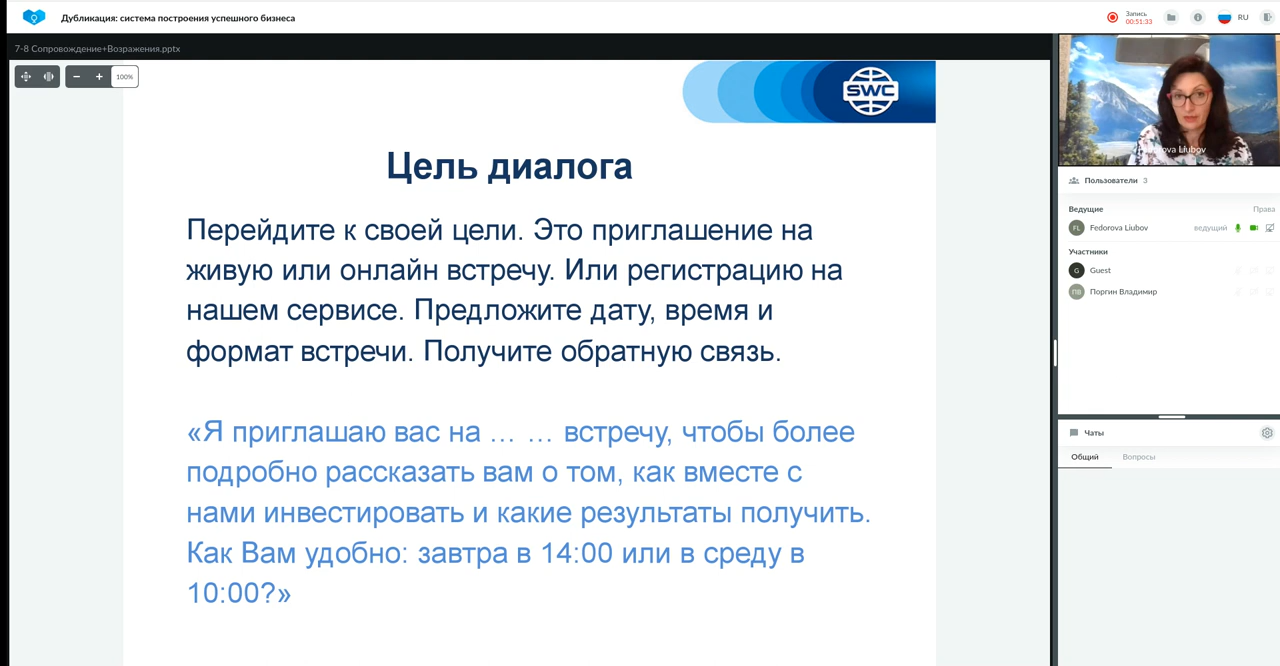 Дубликация: система построения успешного бизнеса
Запись
00:51:33
RU
7-8 Сопровождение+Возражения.pptx
100%
SWC
Цель диалога
Перейдите к своей цели. Это приглашение на
живую или онлайн встречу. Или регистрацию на
нашем сервисе. Предложите дату, время и
формат встречи. Получите обратную связь.
«Я приглашаю вас на … … встречу, чтобы более
подробно рассказать вам о том, как вместе с
нами инвестировать и какие результаты получить.
Как Вам удобно: завтра в 14:00 или в среду в
10:00?»
Fedorova Liubov
Пользователи 3
Ведущие Права
FL Fedorova Liubov ведущий
Участники
G Guest
ПВ Поргин Владимир
Чаты
Общий Вопросы